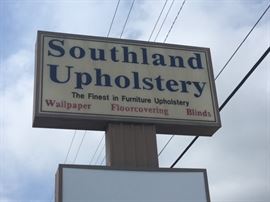 Southland
Upholstery
The Finest in Furniture Upholstery
Wallpaper Floorcovering Blinds